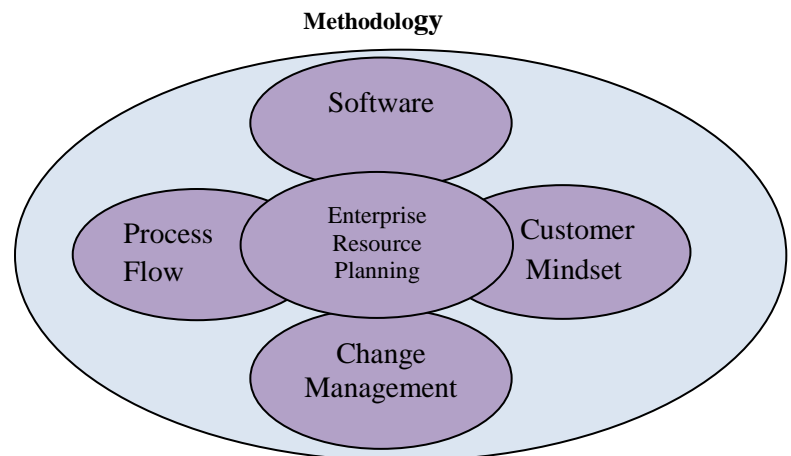 Methodology
Software
Process
Flow
Enterprise
Resource
Planning
Customer
Mindset
Change
Management